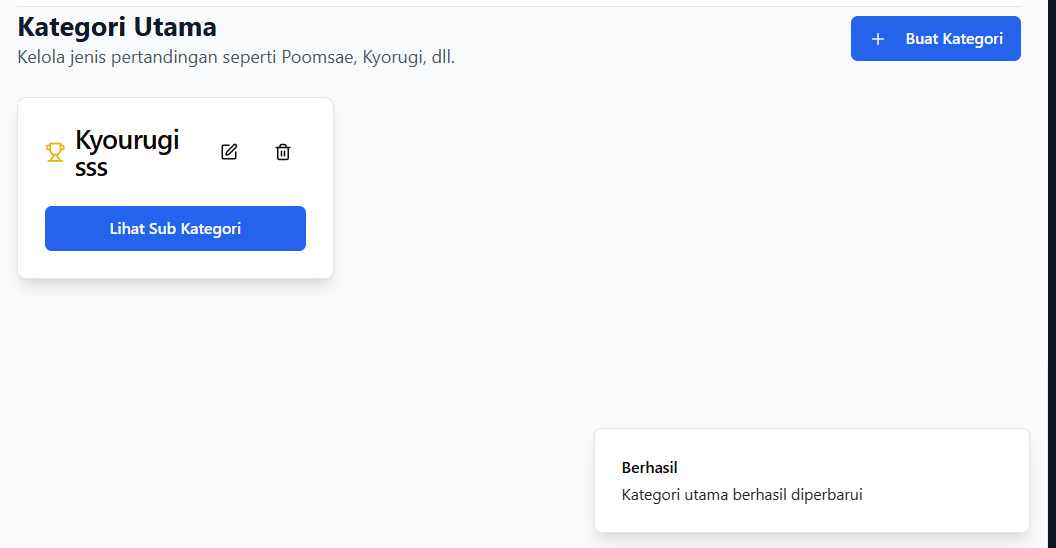 Kategori Utama
Kelola jenis pertandingan seperti Poomsae, Kyorugi, dll.
Buat Kategori
Kyourugi
sss
Lihat Sub Kategori
Berhasil
Kategori utama berhasil diperbarui